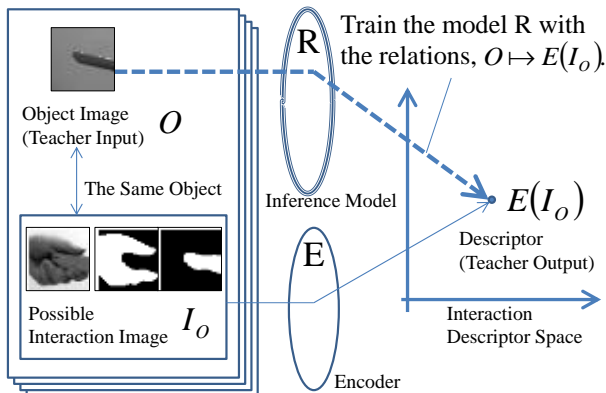 R
Train the model R with
the relations, O ↦ E(I_O).
Object Image
(Teacher Input) O
The Same Object
Inference Model
E(I_O)
Descriptor
(Teacher Output)
E
Possible
Interaction Image I_O
Interaction
Descriptor Space
Encoder